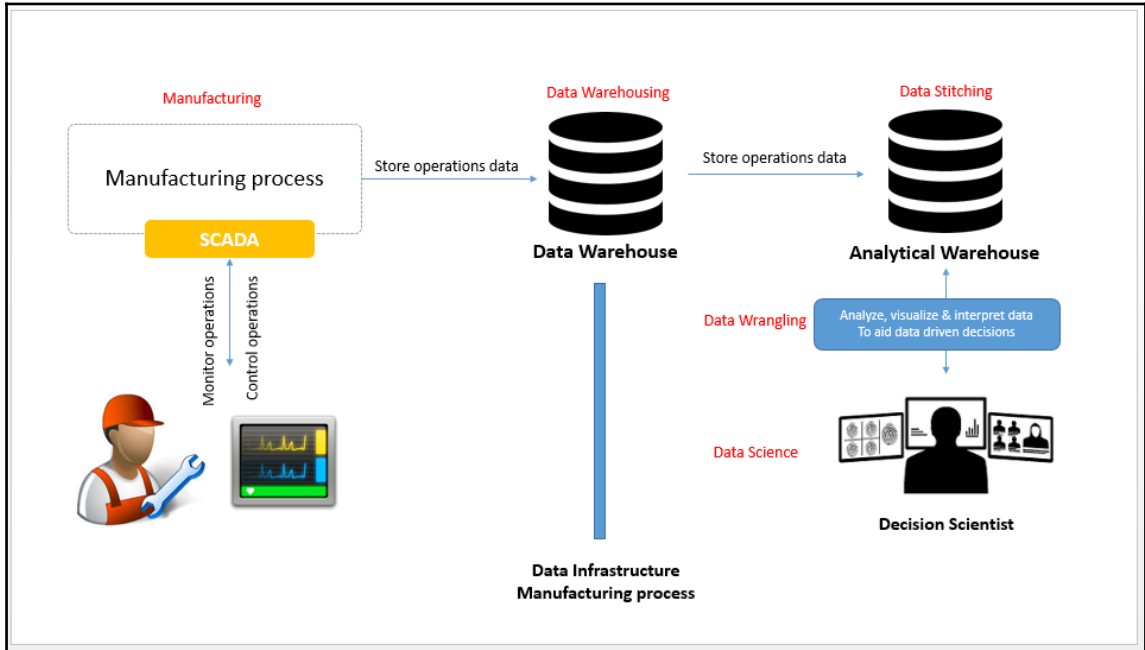 Manufacturing
Manufacturing process
SCADA
Monitor operations
Control operations
Store operations data
Data Warehousing
Data Warehouse
Store operations data
Data Stitching
Analytical Warehouse
Data Wrangling
Analyze, visualize & interpret data
To aid data driven decisions
Data Science
Decision Scientist
Data Infrastructure
Manufacturing process